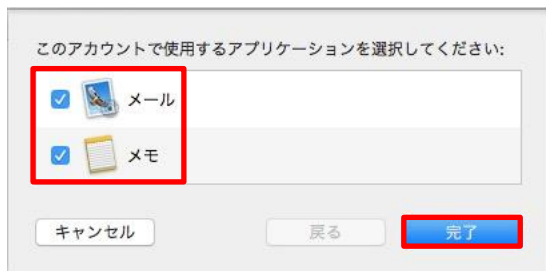 このアカウントで使用するアプリケーションを選択してください:
メール
メモ
キャンセル
戻る
完了